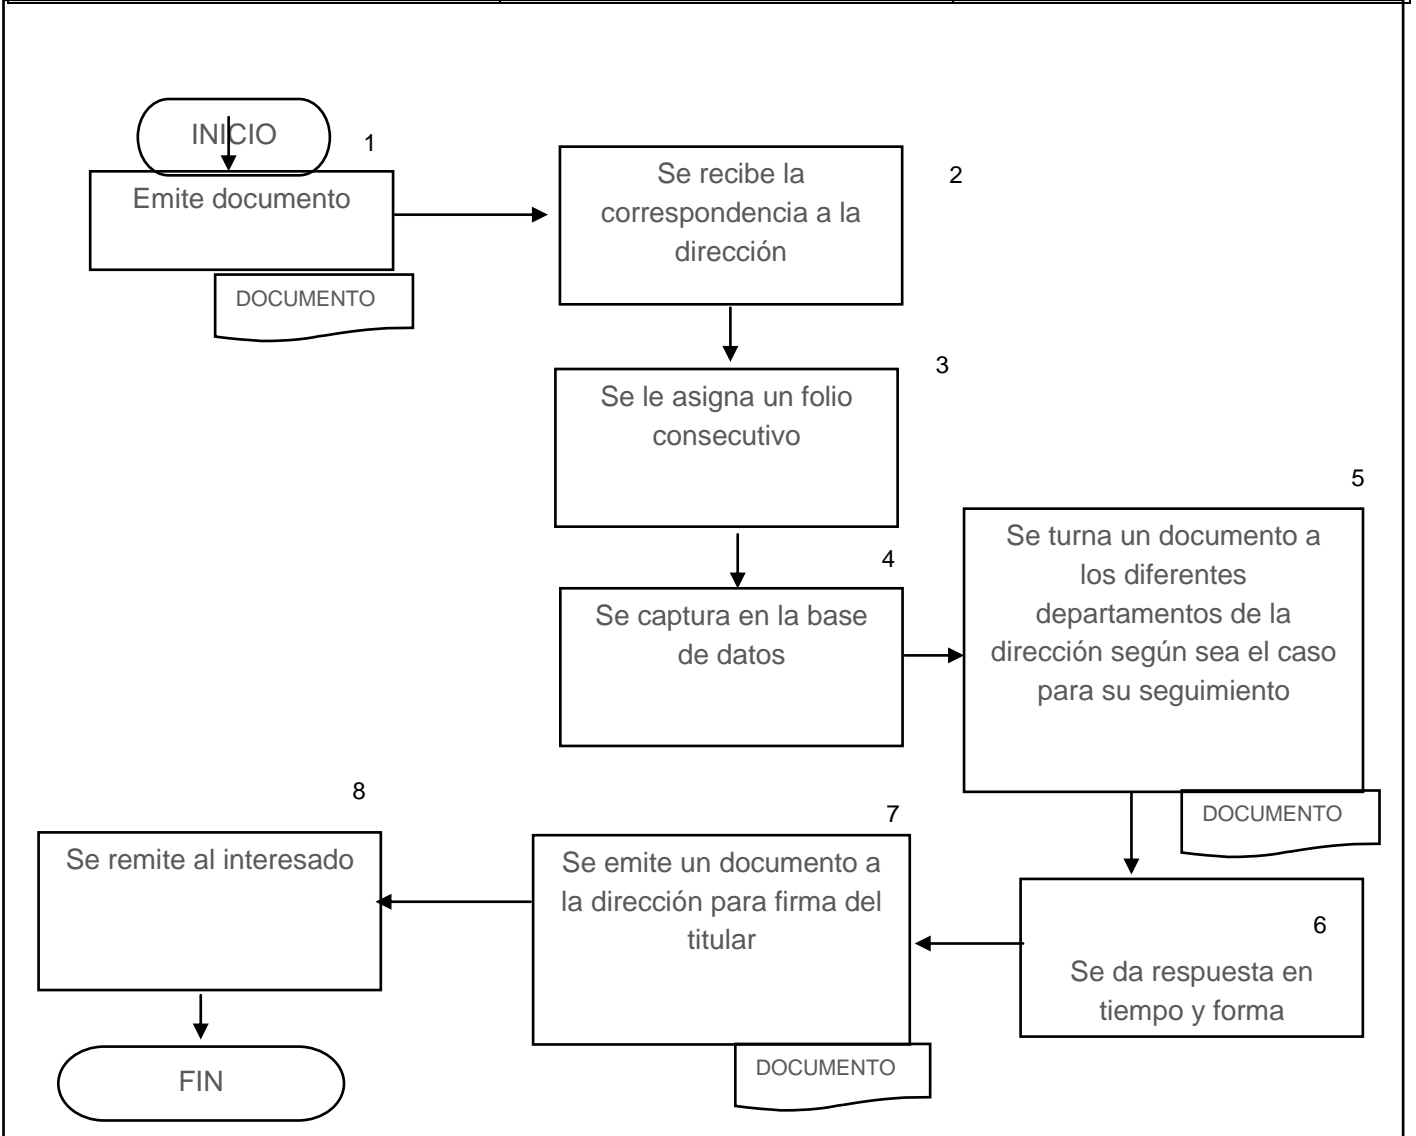 INICIO
1
Emite documento
DOCUMENTO
2
Se recibe la
correspondencia a la
dirección
3
Se le asigna un folio
consecutivo
4
Se captura en la base
de datos
5
Se turna un documento a
los diferentes
departamentos de la
dirección según sea el caso
para su seguimiento
DOCUMENTO
6
Se da respuesta en
tiempo y forma
7
Se emite un documento a
la dirección para firma del
titular
DOCUMENTO
8
Se remite al interesado
FIN